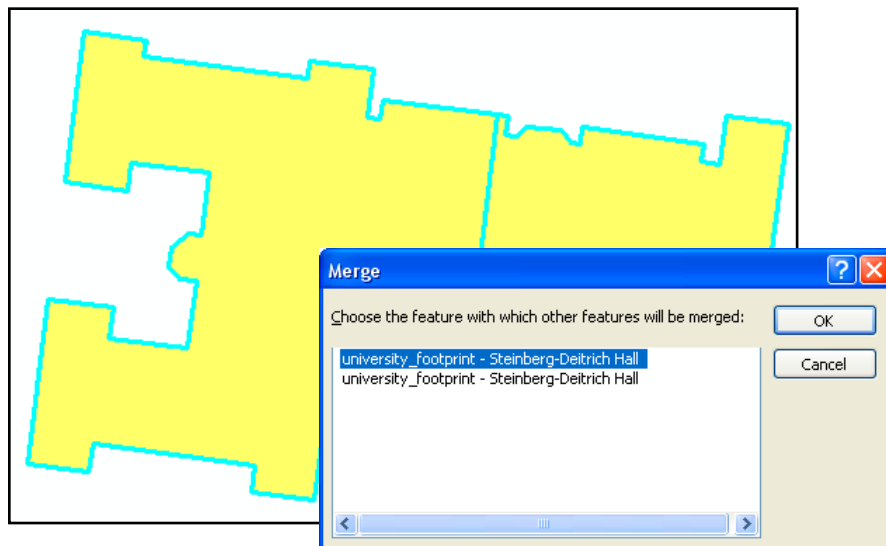 Merge
Choose the feature with which other features will be merged:
OK
university_footprint - Steinberg-Deitrich Hall
university_footprint - Steinberg-Deitrich Hall
Cancel